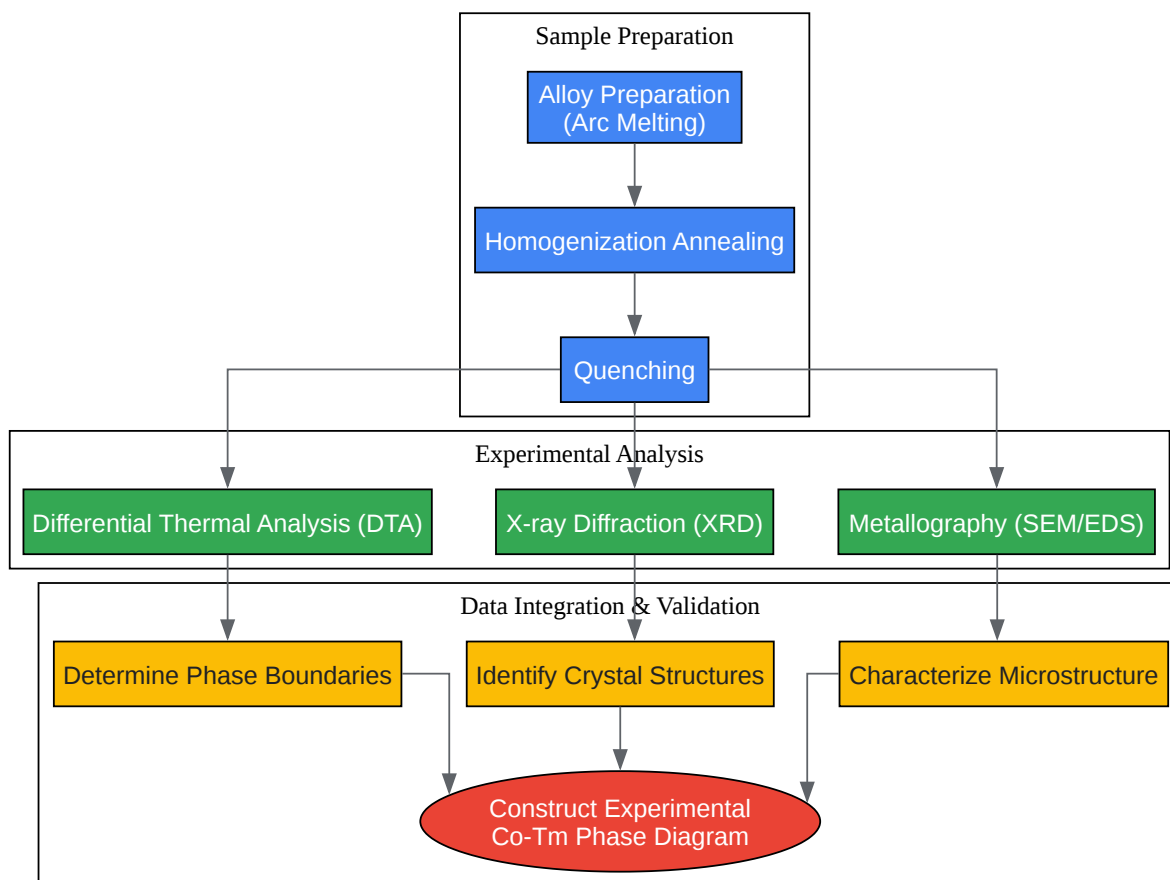 Sample Preparation
Alloy Preparation
(Arc Melting)
Homogenization Annealing
Quenching
Experimental Analysis
Differential Thermal Analysis (DTA)
X-ray Diffraction (XRD)
Metallography (SEM/EDS)
Data Integration & Validation
Determine Phase Boundaries
Identify Crystal Structures
Characterize Microstructure
Construct Experimental
Co-Tm Phase Diagram